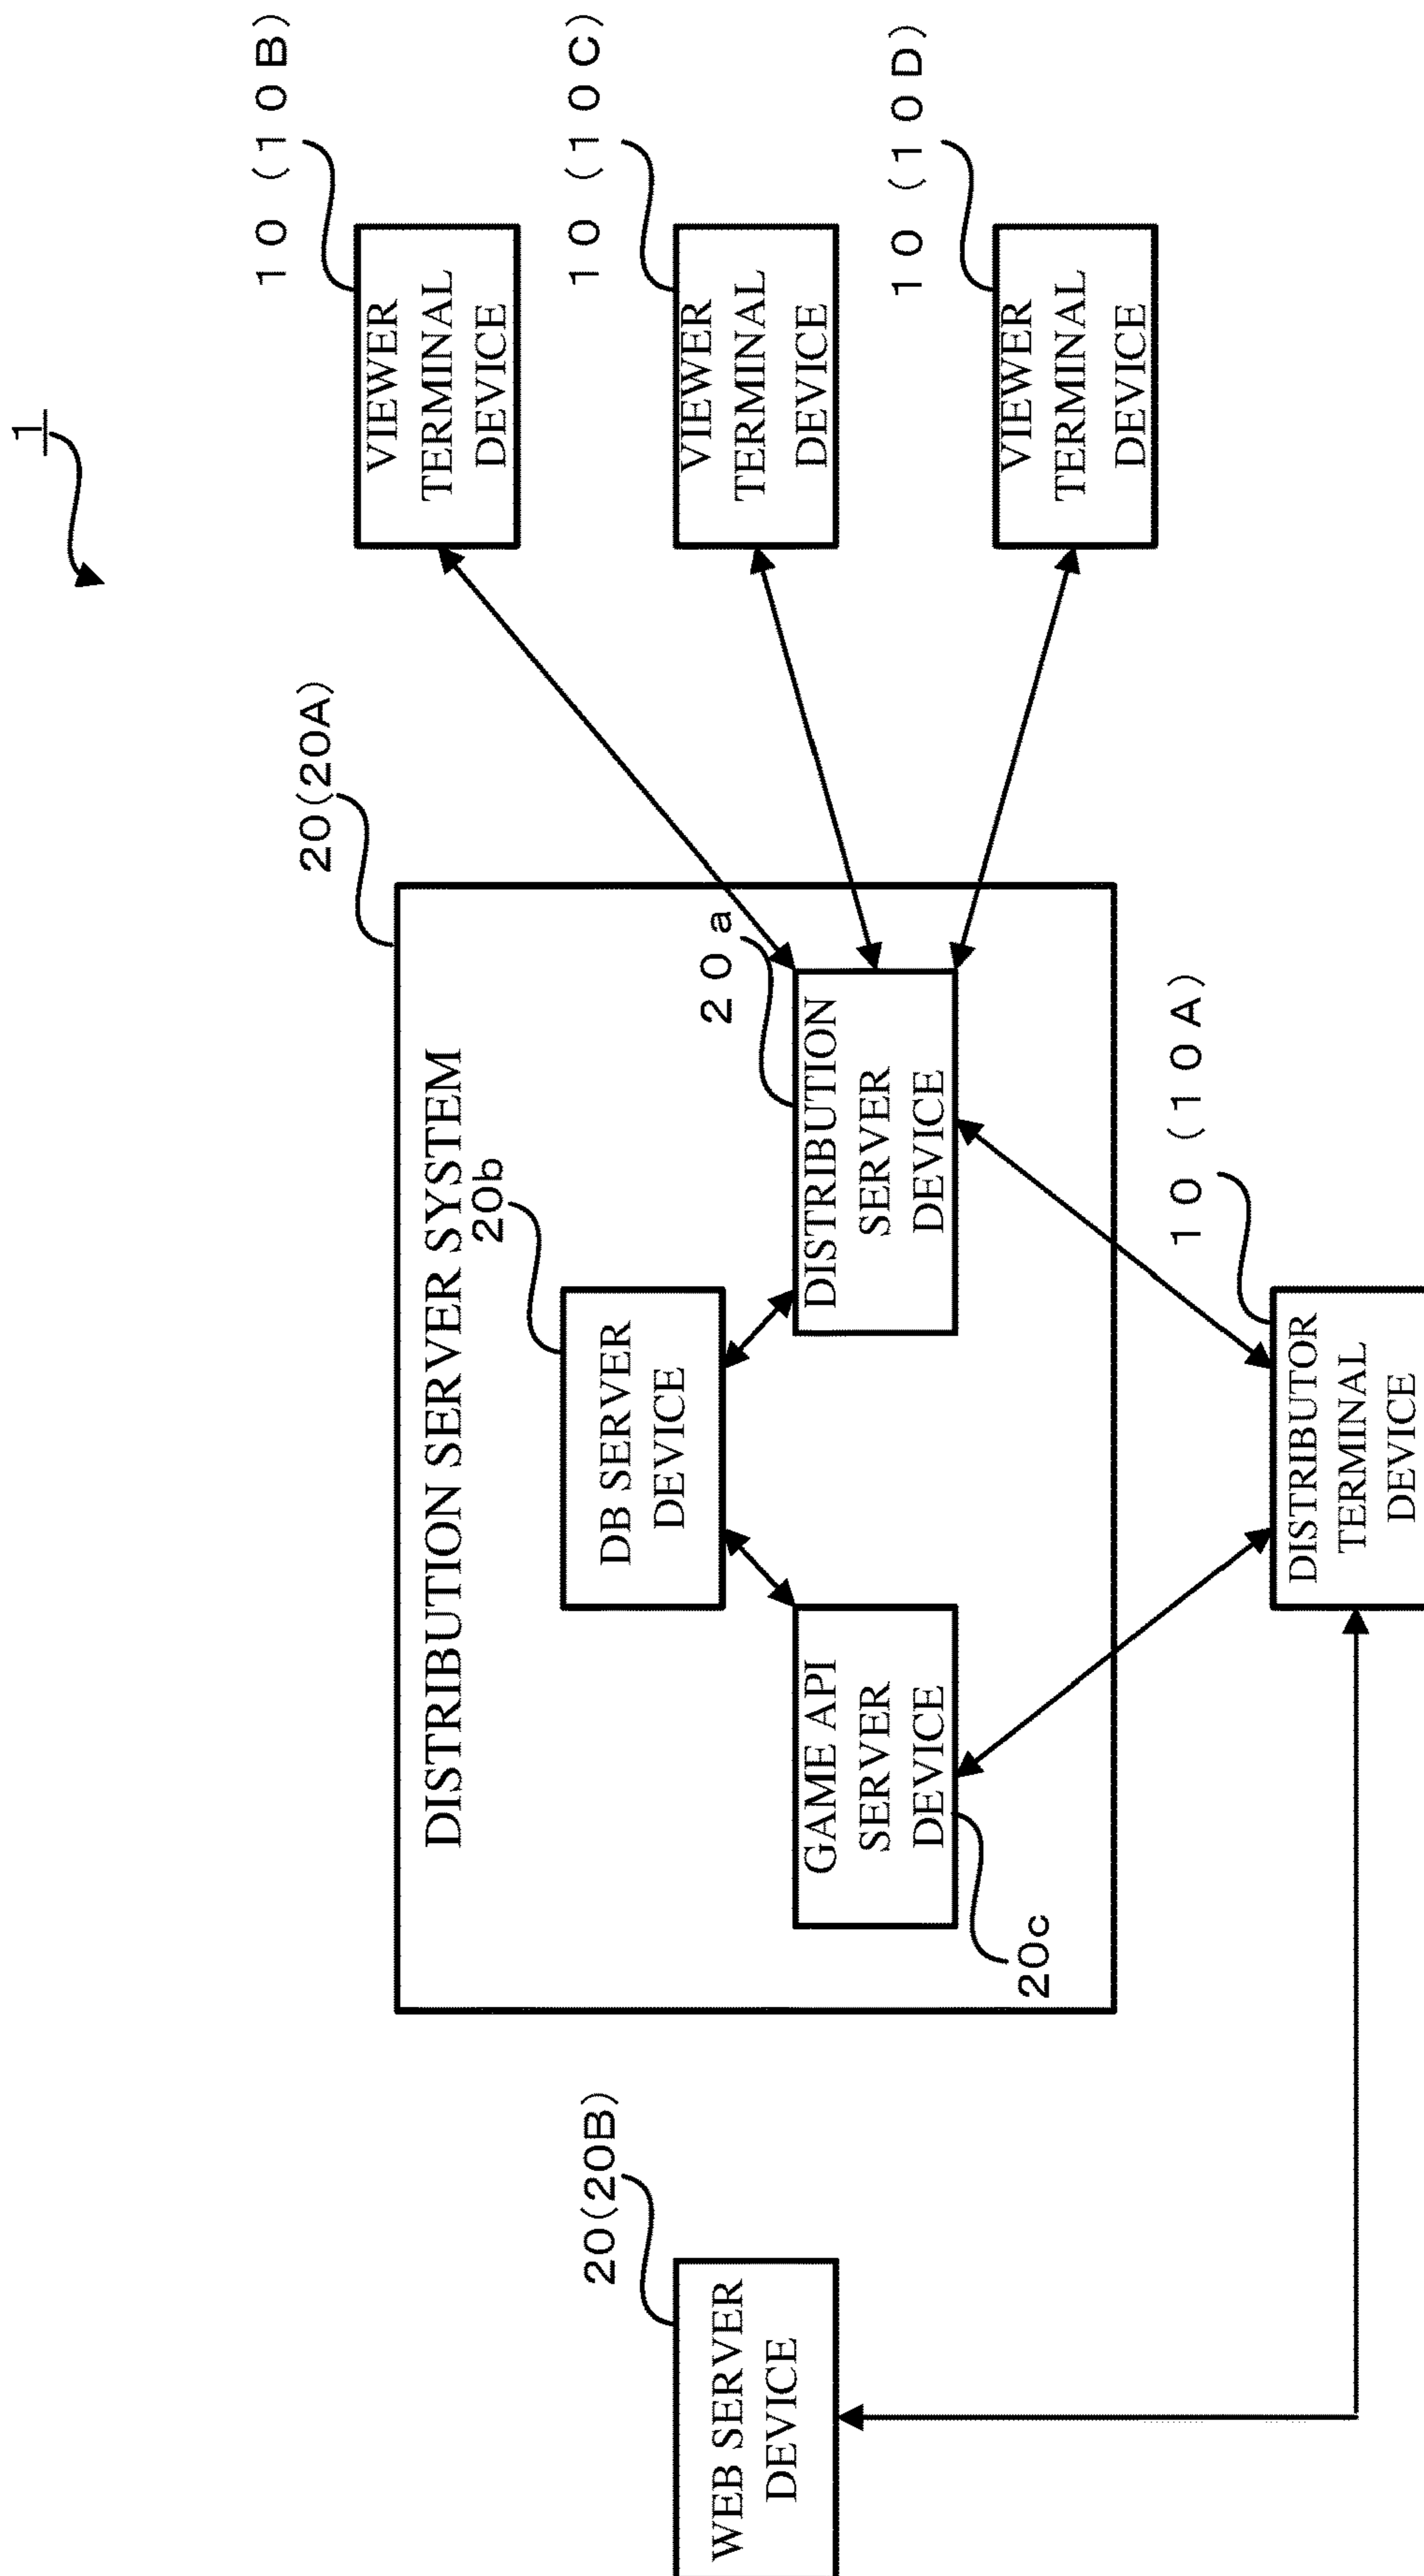 1
10 (10B)
VIEWER
TERMINAL
DEVICE
10 (10C)
VIEWER
TERMINAL
DEVICE
10 (10D)
VIEWER
TERMINAL
DEVICE
20(20A)
DISTRIBUTION SERVER SYSTEM
20a
DISTRIBUTION
SERVER
DEVICE
20b
DB SERVER
DEVICE
GAME API
SERVER
DEVICE
20c
10 (10A)
DISTRIBUTOR
TERMINAL
DEVICE
20(20B)
WEB SERVER
DEVICE